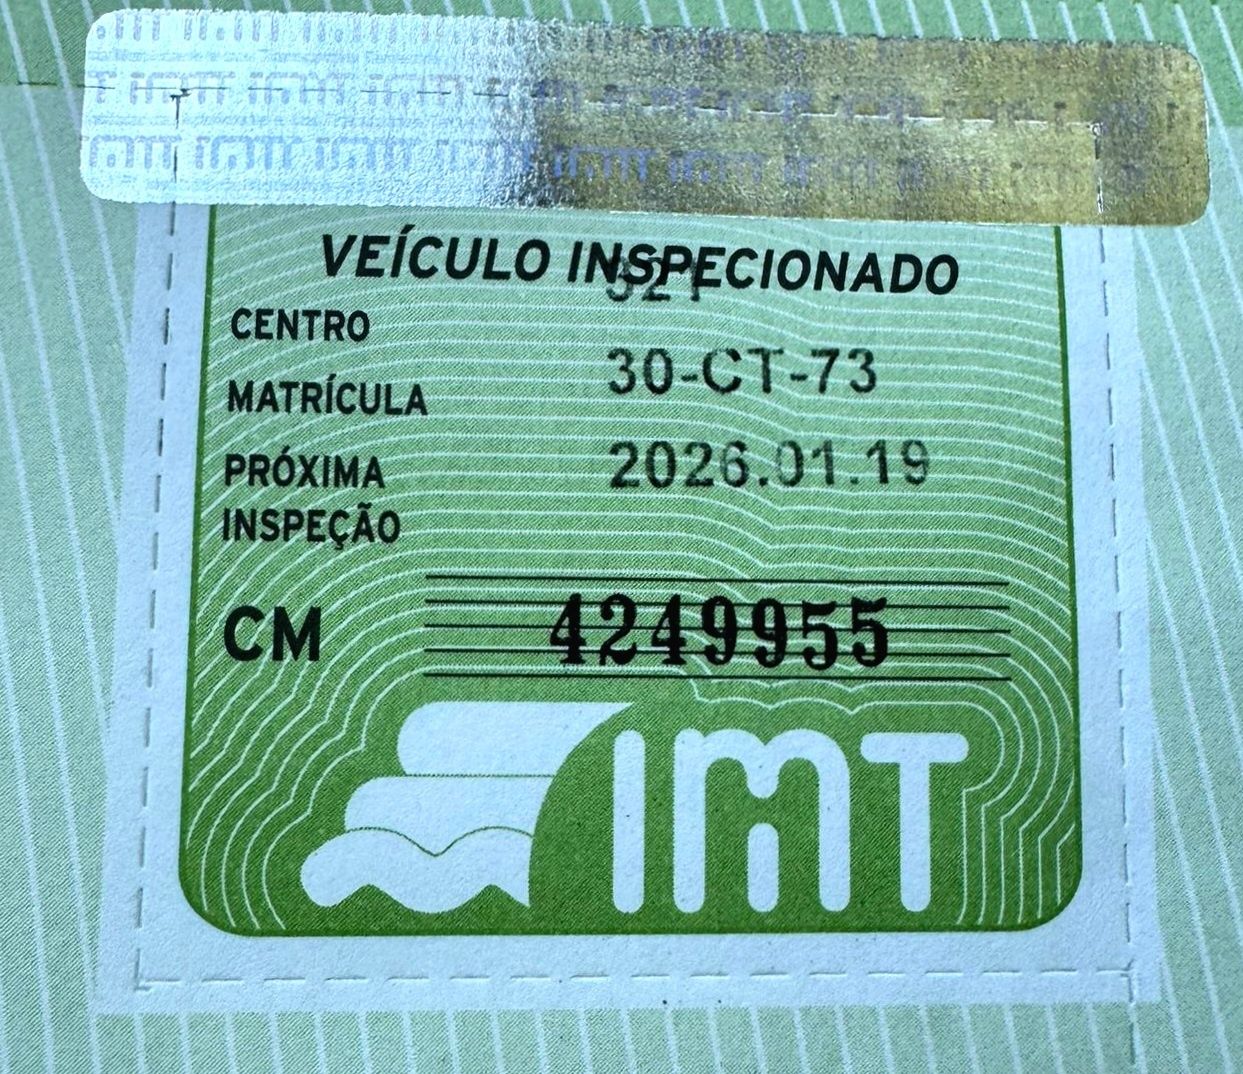 VEÍCULO INSPECIONADO
CENTRO
MATRÍCULA 30-CT-73
PRÓXIMA 2026.01.19
INSPEÇÃO
CM 4249955
IMT